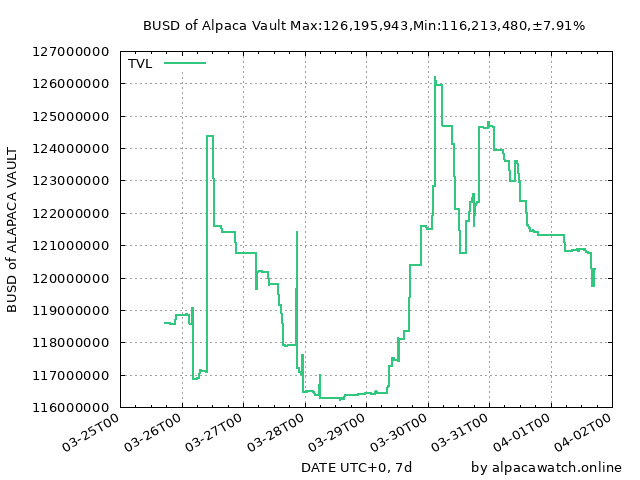 BUSD of Alpaca Vault Max:126,195,943,Min:116,213,480,±7.91%
127000000
TVL
126000000
125000000
124000000
123000000
122000000
121000000
120000000
119000000
118000000
117000000
116000000
BUSD of ALAPACA VAULT
03-25T00
03-26T00
03-27T00
03-28T00
03-29T00
03-30T00
03-31T00
04-01T00
04-02T00
DATE UTC+0, 7d
by alpacawatch.online